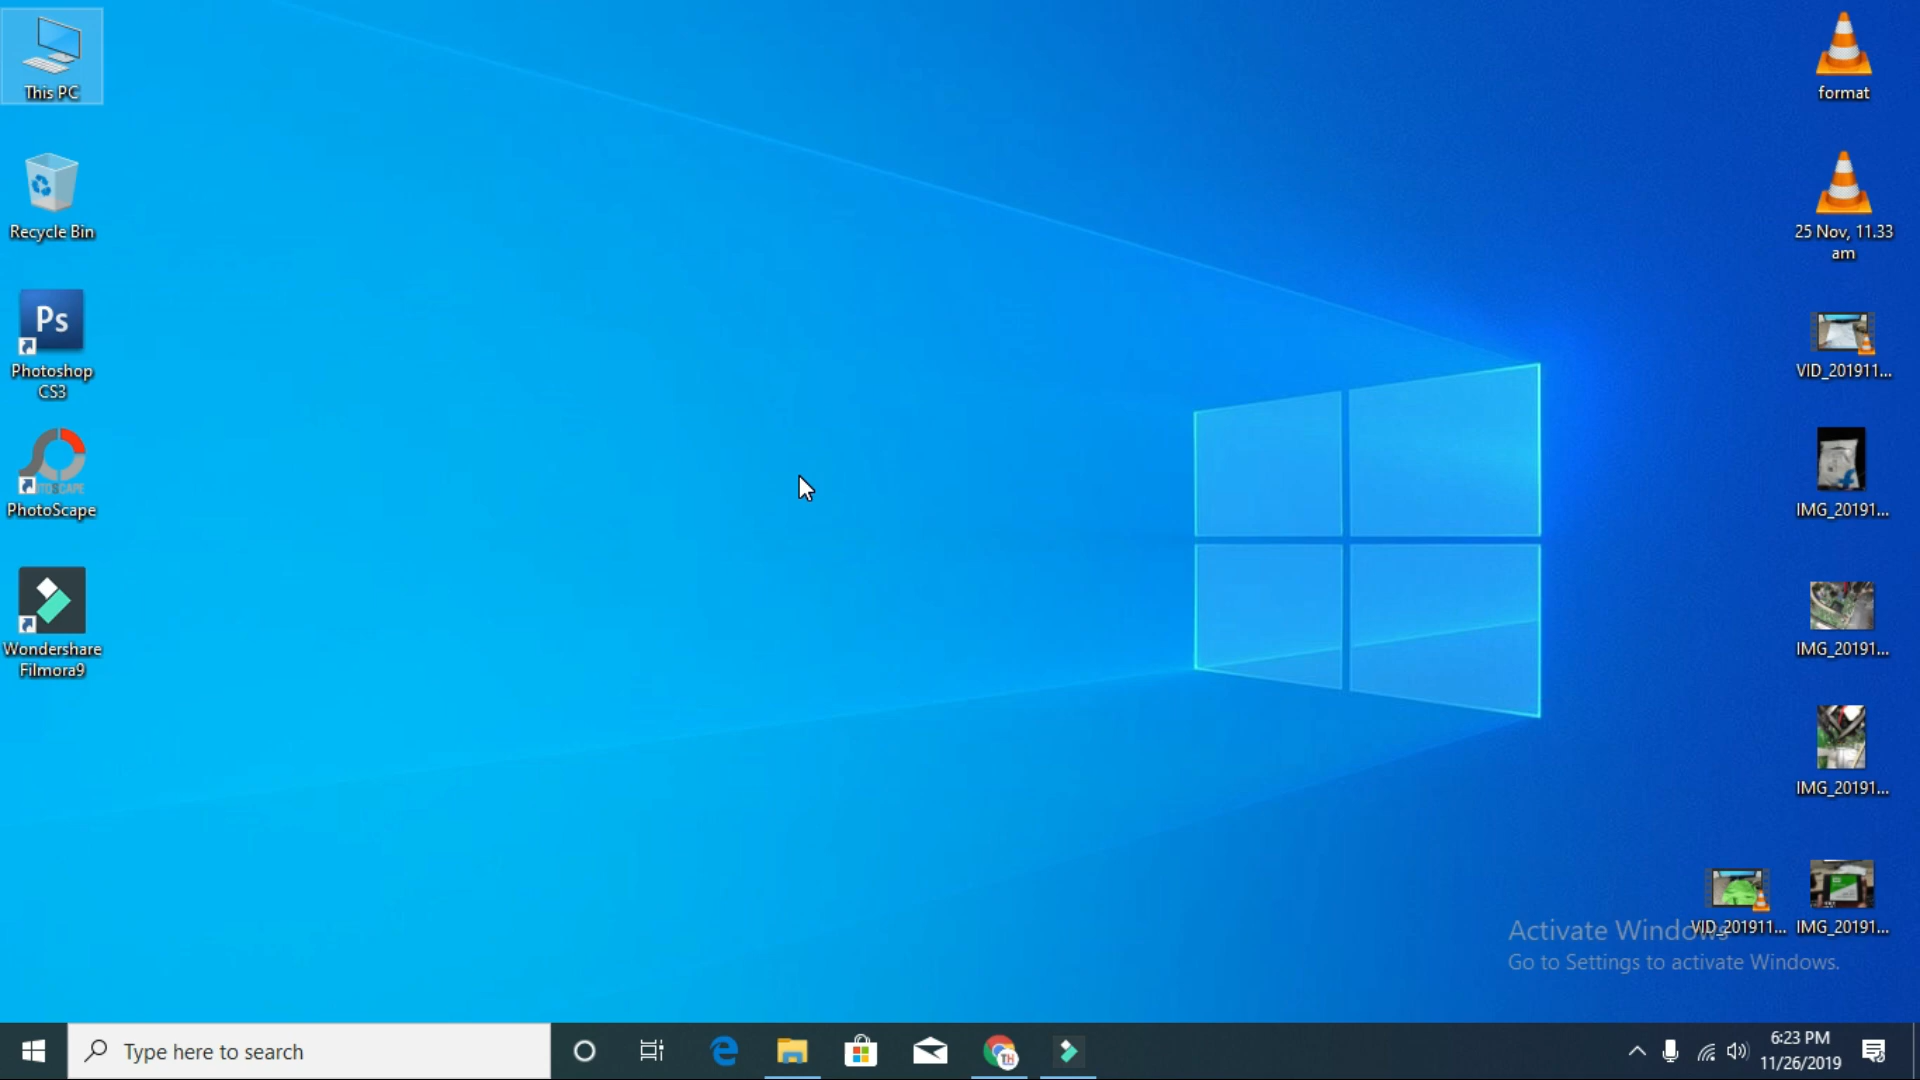 This PC
Recycle Bin
Ps
Photoshop
CS3
PhotoScape
Wondershare
Filmora9
format
25 Nov, 11.33
am
VID_201911...
IMG_20191...
IMG_20191...
IMG_20191...
VID_201911...
IMG_20191...
Activate Windows
Go to Settings to activate Windows.
Type here to search
TH
6:23 PM
11/26/2019